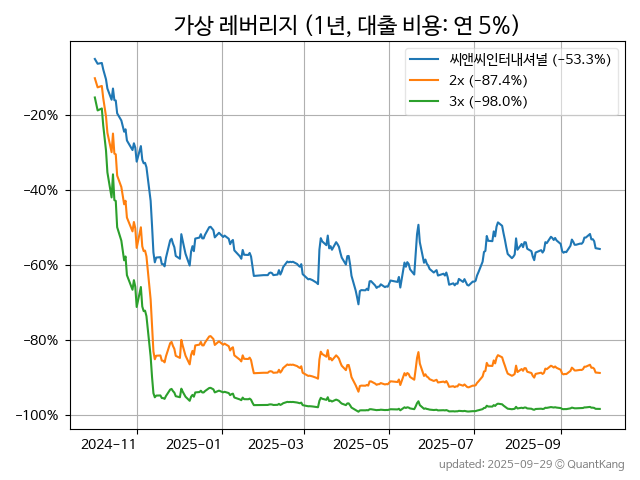 가상 레버리지 (1년, 대출 비용: 연 5%)
씨앤씨인터내셔널 (−53.3%)
2x (−87.4%)
3x (−98.0%)
−20%
−40%
−60%
−80%
−100%
2024-11 2025-01 2025-03 2025-05 2025-07 2025-09
updated: 2025-09-29 © QuantKang